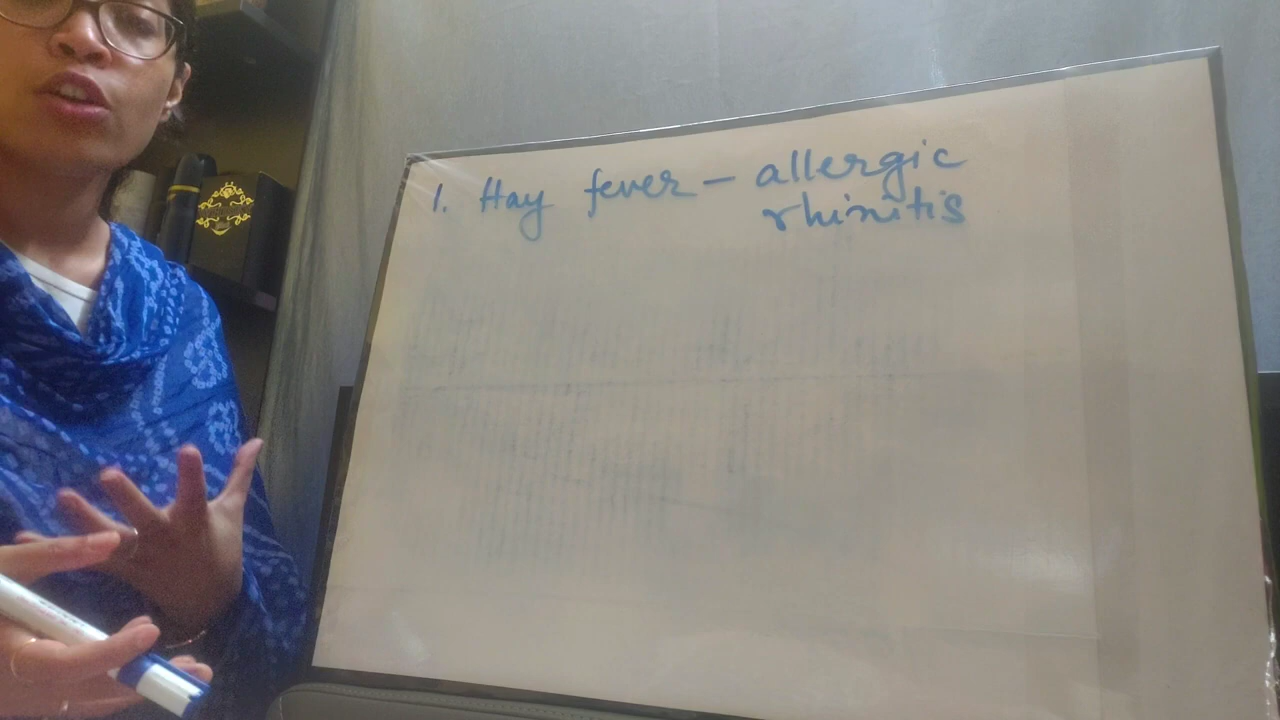 1. Hay fever – allergic
rhinitis